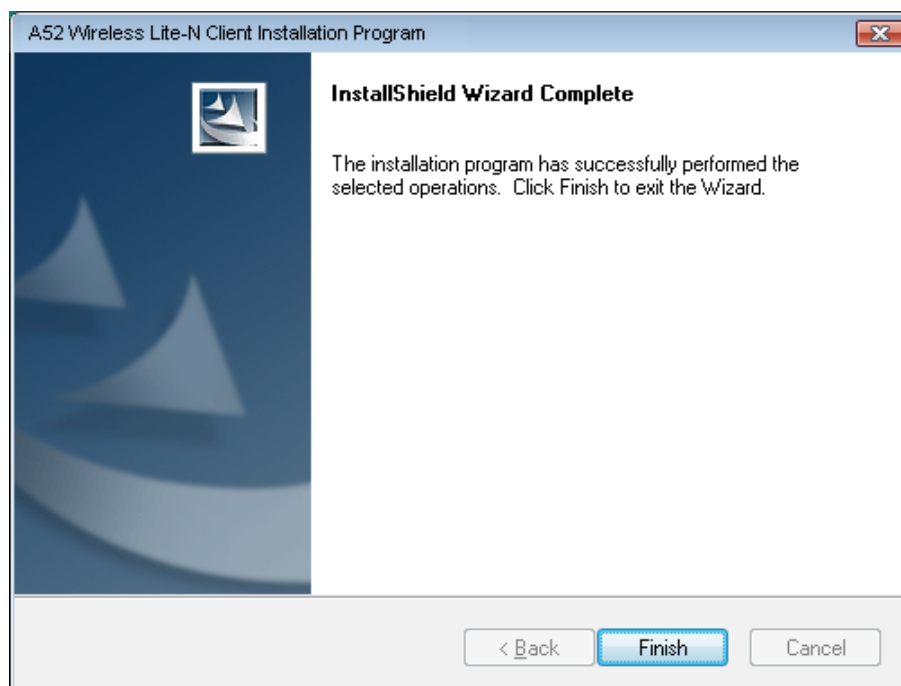 A52 Wireless Lite-N Client Installation Program
InstallShield Wizard Complete
The installation program has successfully performed the
selected operations.  Click Finish to exit the Wizard.
< Back
Finish
Cancel